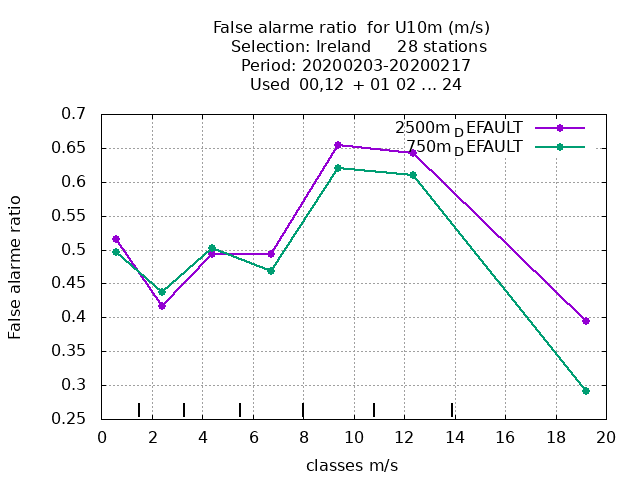 False alarme ratio  for U10m (m/s)
Selection: Ireland     28 stations
Period: 20200203-20200217
Used  00,12  + 01 02 ... 24
2500m_DEFAULT
750m_DEFAULT
False alarme ratio
0.7
0.65
0.6
0.55
0.5
0.45
0.4
0.35
0.3
0.25
0 2 4 6 8 10 12 14 16 18 20
classes m/s